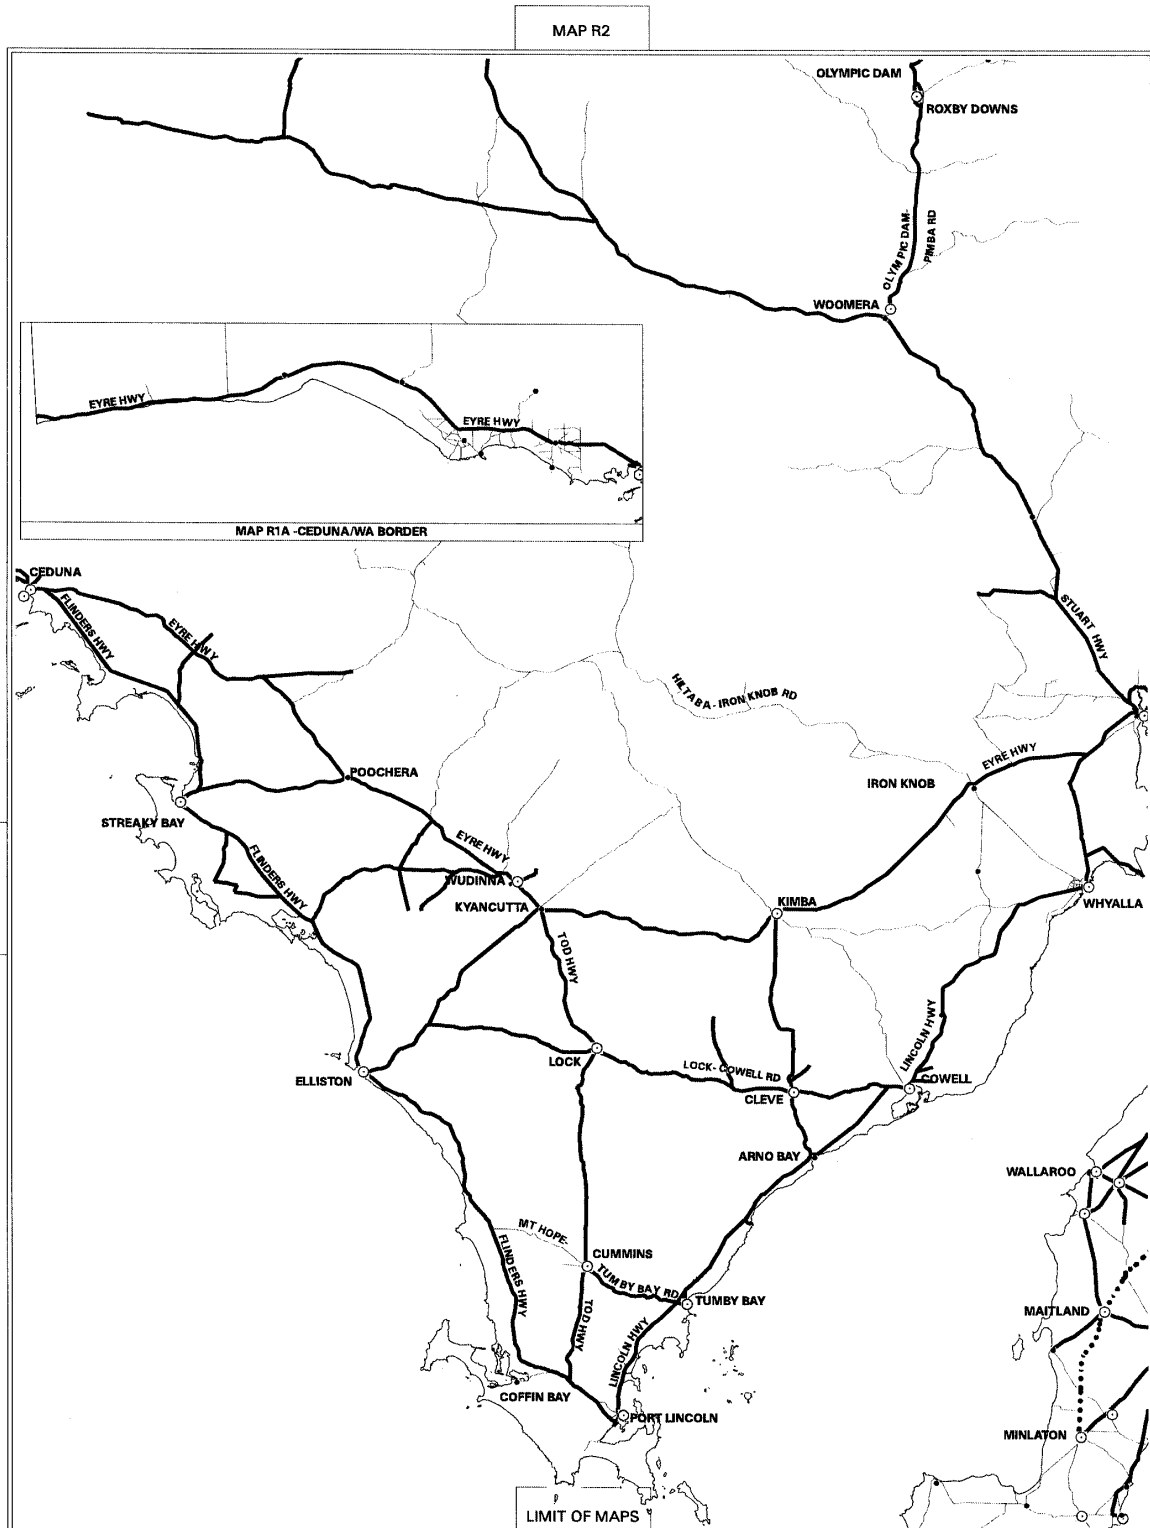 MAP R2
OLYMPIC DAM
ROXBY DOWNS
OLYMPIC DAM-
PIMBA RD
WOOMERA
EYRE HWY
EYRE HWY
MAP R1A -CEDUNA/WA BORDER
CEDUNA
FLINDERS HWY
EYRE HWY
STUART HWY
HILTABA - IRON KNOB RD
EYRE HWY
POOCHERA
IRON KNOB
STREAKY BAY
EYRE HWY
FLINDERS HWY
WUDINNA
KYANCUTTA
KIMBA
WHYALLA
TOD HWY
LINCOLN HWY
LOCK
LOCK-COWELL RD
COWELL
ELLISTON
CLEVE
ARNO BAY
WALLAROO
MT HOPE-
FLINDERS HWY
CUMMINS
TUMBY BAY RD
TUMBY BAY
TOD HWY
LINCOLN HWY
MAITLAND
COFFIN BAY
PORT LINCOLN
MINLATON
LIMIT OF MAPS